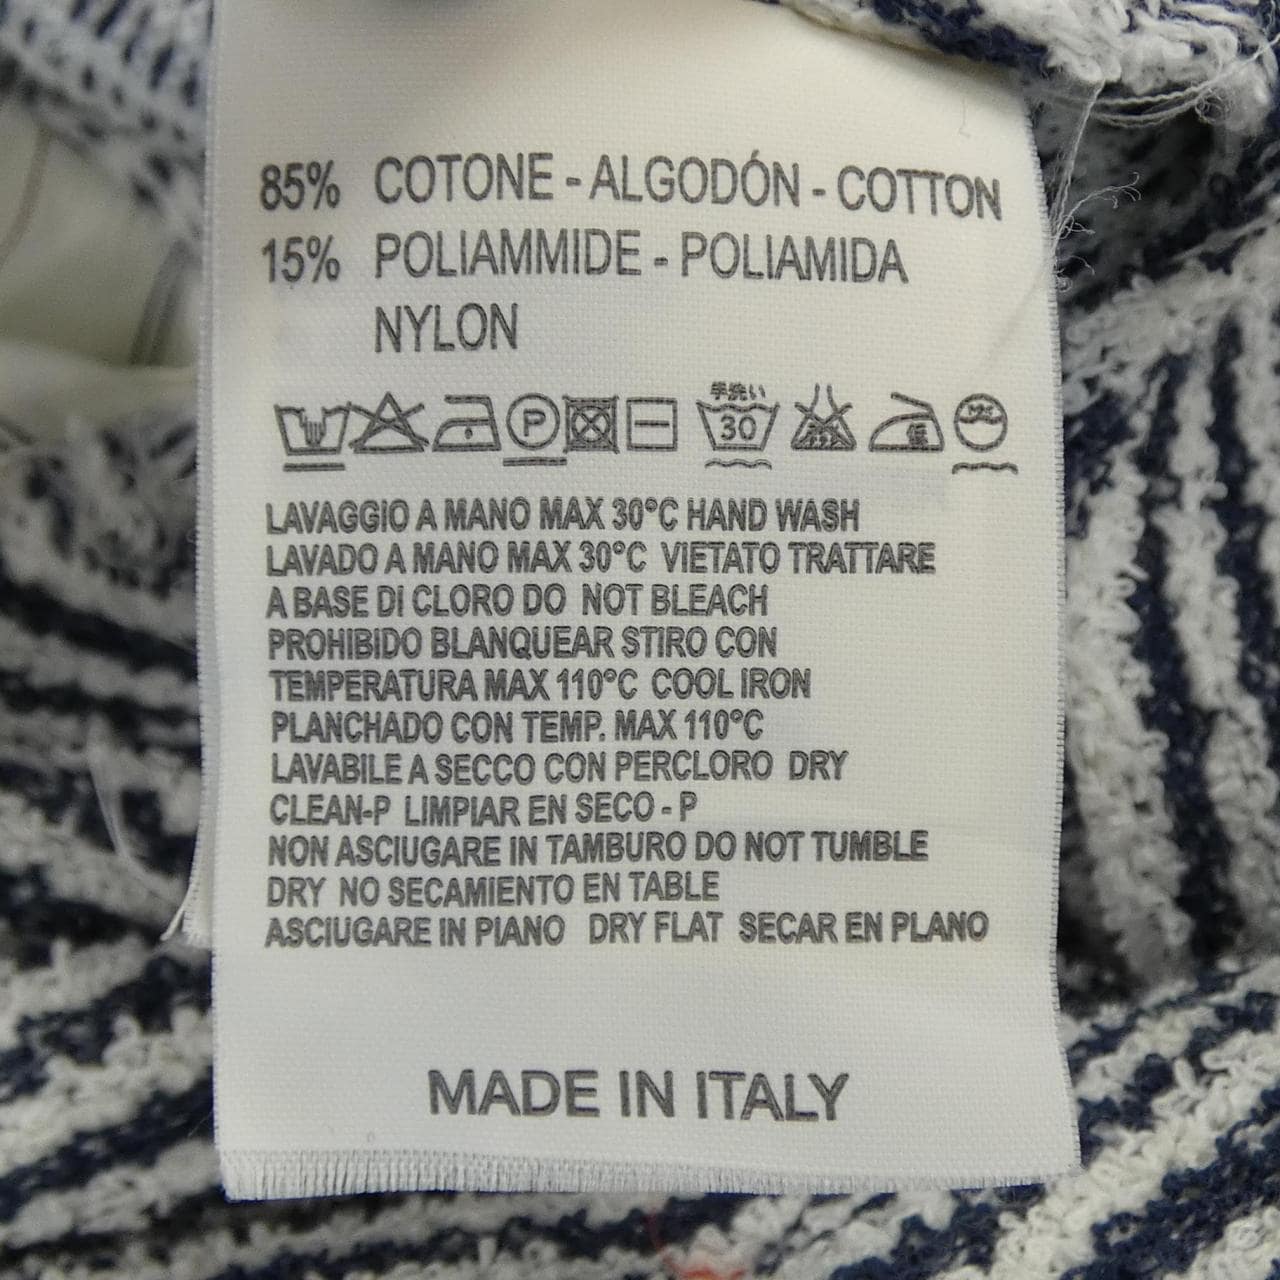 85% COTONE - ALGODÓN - COTTON
15% POLIAMMIDE - POLIAMIDA
NYLON
P 手洗い 30 低
LAVAGGIO A MANO MAX 30°C HAND WASH
LAVADO A MANO MAX 30°C VIETATO TRATTARE
A BASE DI CLORO DO NOT BLEACH
PROHIBIDO BLANQUEAR STIRO CON
TEMPERATURA MAX 110°C COOL IRON
PLANCHADO CON TEMP. MAX 110°C
LAVABILE A SECCO CON PERCLORO DRY
CLEAN-P LIMPIAR EN SECO - P
NON ASCIUGARE IN TAMBURO DO NOT TUMBLE
DRY NO SECAMIENTO EN TABLE
ASCIUGARE IN PIANO DRY FLAT SECAR EN PLANO
MADE IN ITALY